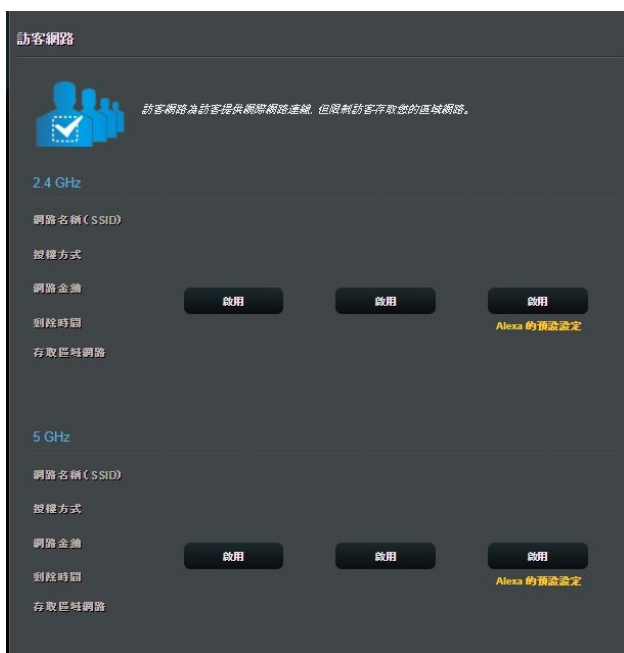 訪客網路
訪客網路為訪客提供網際網路連線, 但限制訪客存取您的區域網路。
2.4 GHz
網路名稱(SSID)
授權方式
網路金鑰
啟用 啟用 啟用
到除時間
Alexa 的預設設定
存取區域網路
5 GHz
網路名稱(SSID)
授權方式
網路金鑰
啟用 啟用 啟用
到除時間
Alexa 的預設設定
存取區域網路